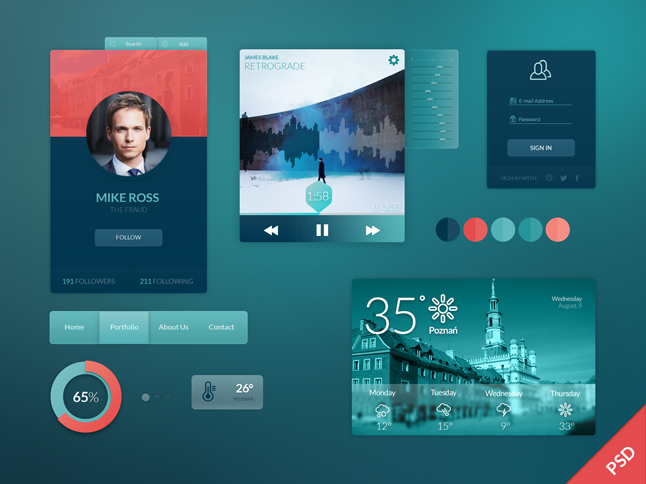 Search
Add
MIKE ROSS
THE FRAUD
FOLLOW
191 FOLLOWERS
211 FOLLOWING
JAMES BLAKE
RETROGRADE
1:58
E-mail Address
Password
SIGN IN
SIGN IN WITH:
Home
Portfolio
About Us
Contact
65%
26°
POZNAŃ
35°
Poznań
Wednesday
August, 9
Monday
Tuesday
Wednesday
Thursday
12°
15°
9°
33°
PSD